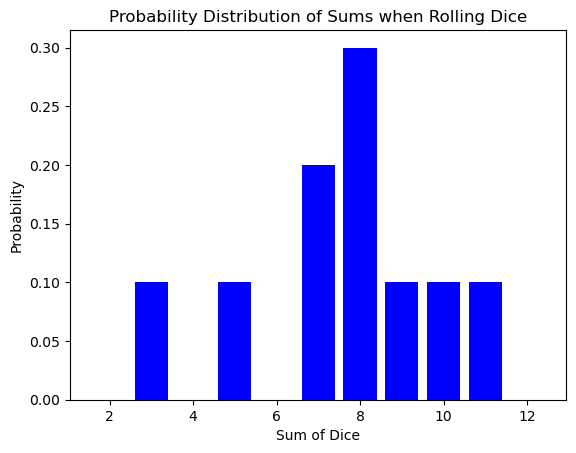 Probability Distribution of Sums when Rolling Dice
0.30
0.25
0.20
0.15
0.10
0.05
0.00
Probability
2 4 6 8 10 12
Sum of Dice